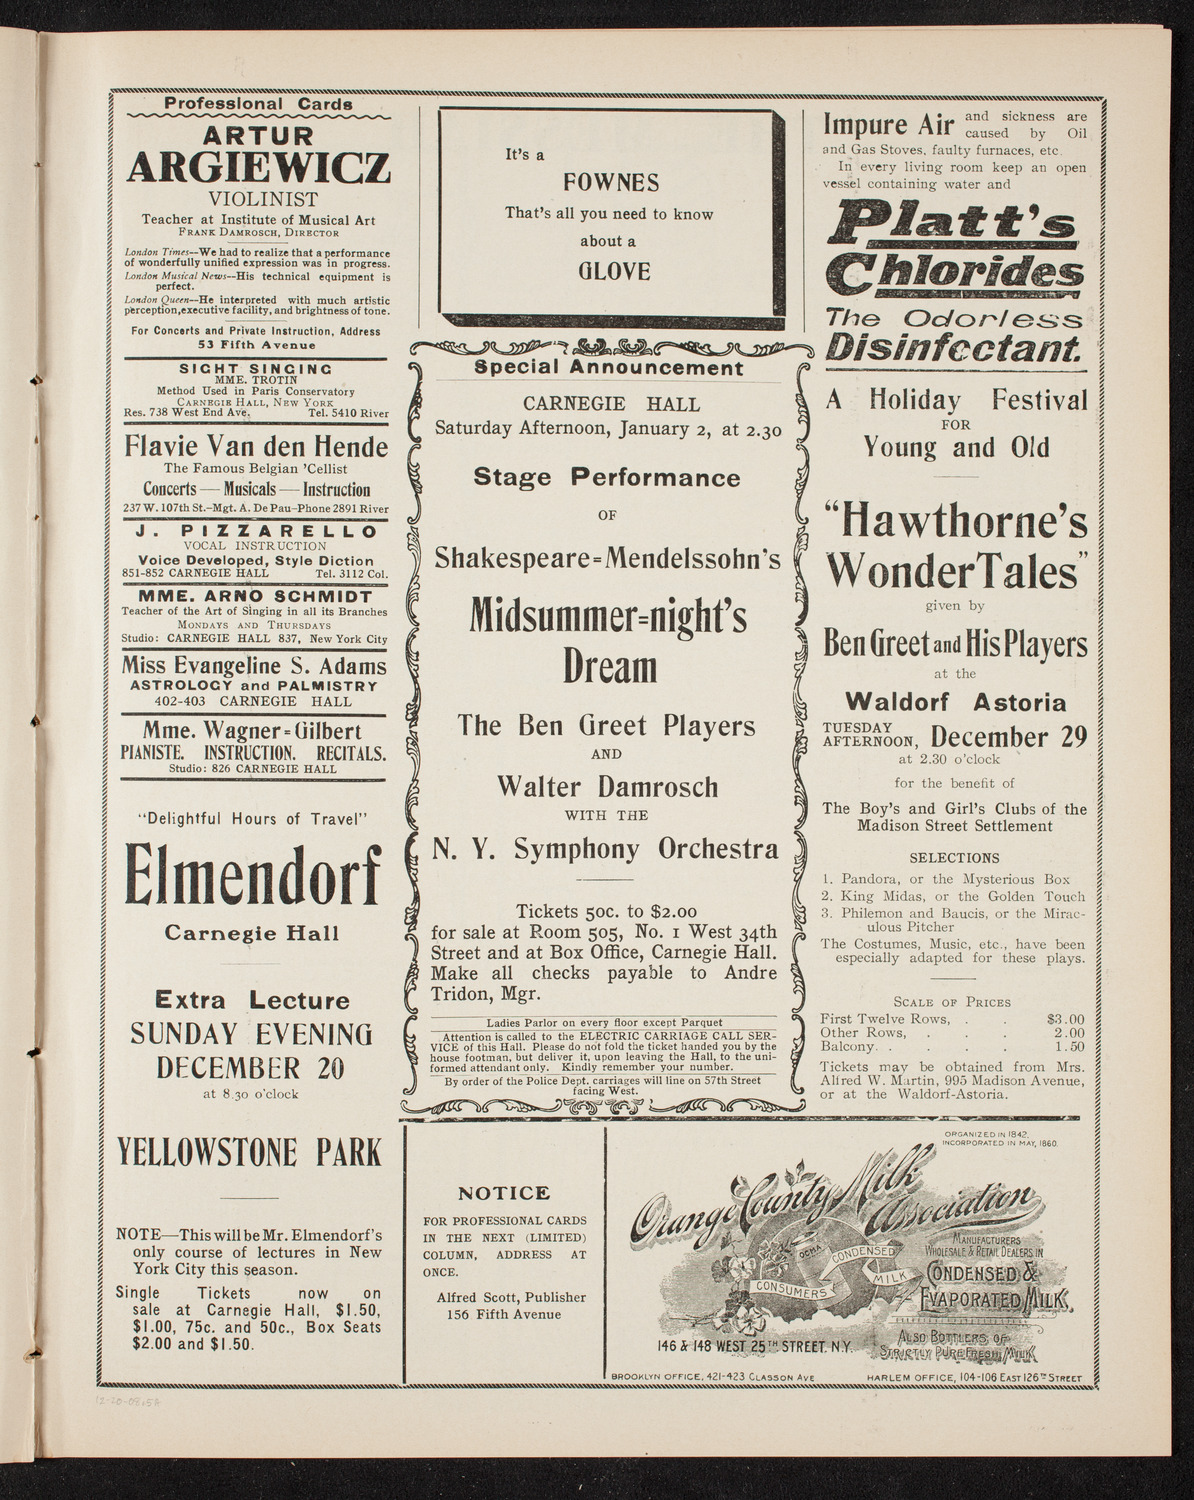 Professional Cards
ARTUR
ARGIEWICZ
VIOLINIST
Teacher at Institute of Musical Art
FRANK DAMROSCH, DIRECTOR
London Times--We had to realize that a performance
of wonderfully unified expression was in progress.
London Musical News--His technical equipment is
perfect.
London Queen--He interpreted with much artistic
perception,executive facility, and brightness of tone.
For Concerts and Private Instruction, Address
53 Fifth Avenue
SIGHT SINGING
MME. TROTIN
Method Used in Paris Conservatory
CARNEGIE HALL, NEW YORK
Res. 738 West End Ave. Tel. 5410 River
Flavie Van den Hende
The Famous Belgian 'Cellist
Concerts — Musicals — Instruction
237 W. 107th St.—Mgt. A. De Pau—Phone 2891 River
J. PIZZARELLO
VOCAL INSTRUCTION
Voice Developed, Style Diction
851-852 CARNEGIE HALL Tel. 3112 Col.
MME. ARNO SCHMIDT
Teacher of the Art of Singing in all its Branches
MONDAYS AND THURSDAYS
Studio: CARNEGIE HALL 837, New York City
Miss Evangeline S. Adams
ASTROLOGY and PALMISTRY
402-403 CARNEGIE HALL
Mme. Wagner=Gilbert
PIANISTE. INSTRUCTION. RECITALS.
Studio: 826 CARNEGIE HALL
"Delightful Hours of Travel"
Elmendorf
Carnegie Hall
Extra Lecture
SUNDAY EVENING
DECEMBER 20
at 8.30 o'clock
YELLOWSTONE PARK
NOTE—This will be Mr. Elmendorf's
only course of lectures in New
York City this season.
Single Tickets now on
sale at Carnegie Hall, $1.50,
$1.00, 75c. and 50c., Box Seats
$2.00 and $1.50.
It's a
FOWNES
That's all you need to know
about a
GLOVE
Special Announcement
CARNEGIE HALL
Saturday Afternoon, January 2, at 2.30
Stage Performance
OF
Shakespeare=Mendelssohn's
Midsummer=night's
Dream
The Ben Greet Players
AND
Walter Damrosch
WITH THE
N. Y. Symphony Orchestra
Tickets 50c. to $2.00
for sale at Room 505, No. 1 West 34th
Street and at Box Office, Carnegie Hall.
Make all checks payable to Andre
Tridon, Mgr.
Ladies Parlor on every floor except Parquet
Attention is called to the ELECTRIC CARRIAGE CALL SER-
VICE of this Hall. Please do not fold the ticket handed you by the
house footman, but deliver it, upon leaving the Hall, to the uni-
formed attendant only. Kindly remember your number.
By order of the Police Dept. carriages will line on 57th Street
facing West.
Impure Air and sickness are
caused by Oil
and Gas Stoves, faulty furnaces, etc.
In every living room keep an open
vessel containing water and
Platt's
Chlorides
The Odorless
Disinfectant.
A Holiday Festival
FOR
Young and Old
"Hawthorne's
WonderTales"
given by
Ben Greet and His Players
at the
Waldorf Astoria
TUESDAY
AFTERNOON, December 29
at 2.30 o'clock
for the benefit of
The Boy's and Girl's Clubs of the
Madison Street Settlement
SELECTIONS
1. Pandora, or the Mysterious Box
2. King Midas, or the Golden Touch
3. Philemon and Baucis, or the Mirac-
ulous Pitcher
The Costumes, Music, etc., have been
especially adapted for these plays.
SCALE OF PRICES
First Twelve Rows, . . $3.00
Other Rows, . . . 2.00
Balcony. . . . . 1.50
Tickets may be obtained from Mrs.
Alfred W. Martin, 995 Madison Avenue,
or at the Waldorf-Astoria.
NOTICE
FOR PROFESSIONAL CARDS
IN THE NEXT (LIMITED)
COLUMN, ADDRESS AT
ONCE.
Alfred Scott, Publisher
156 Fifth Avenue
ORGANIZED IN 1842,
INCORPORATED IN MAY, 1860.
Orange County Milk
Association
OCMA
CONSUMERS CONDENSED MILK
MANUFACTURERS
WHOLESALE & RETAIL DEALERS IN
CONDENSED &
EVAPORATED MILK,
ALSO BOTTLERS OF
STRICTLY PURE FRESH MILK
146 & 148 WEST 25TH STREET. N.Y.
BROOKLYN OFFICE, 421-423 CLASSON AVE HARLEM OFFICE, 104-106 EAST 126TH STREET